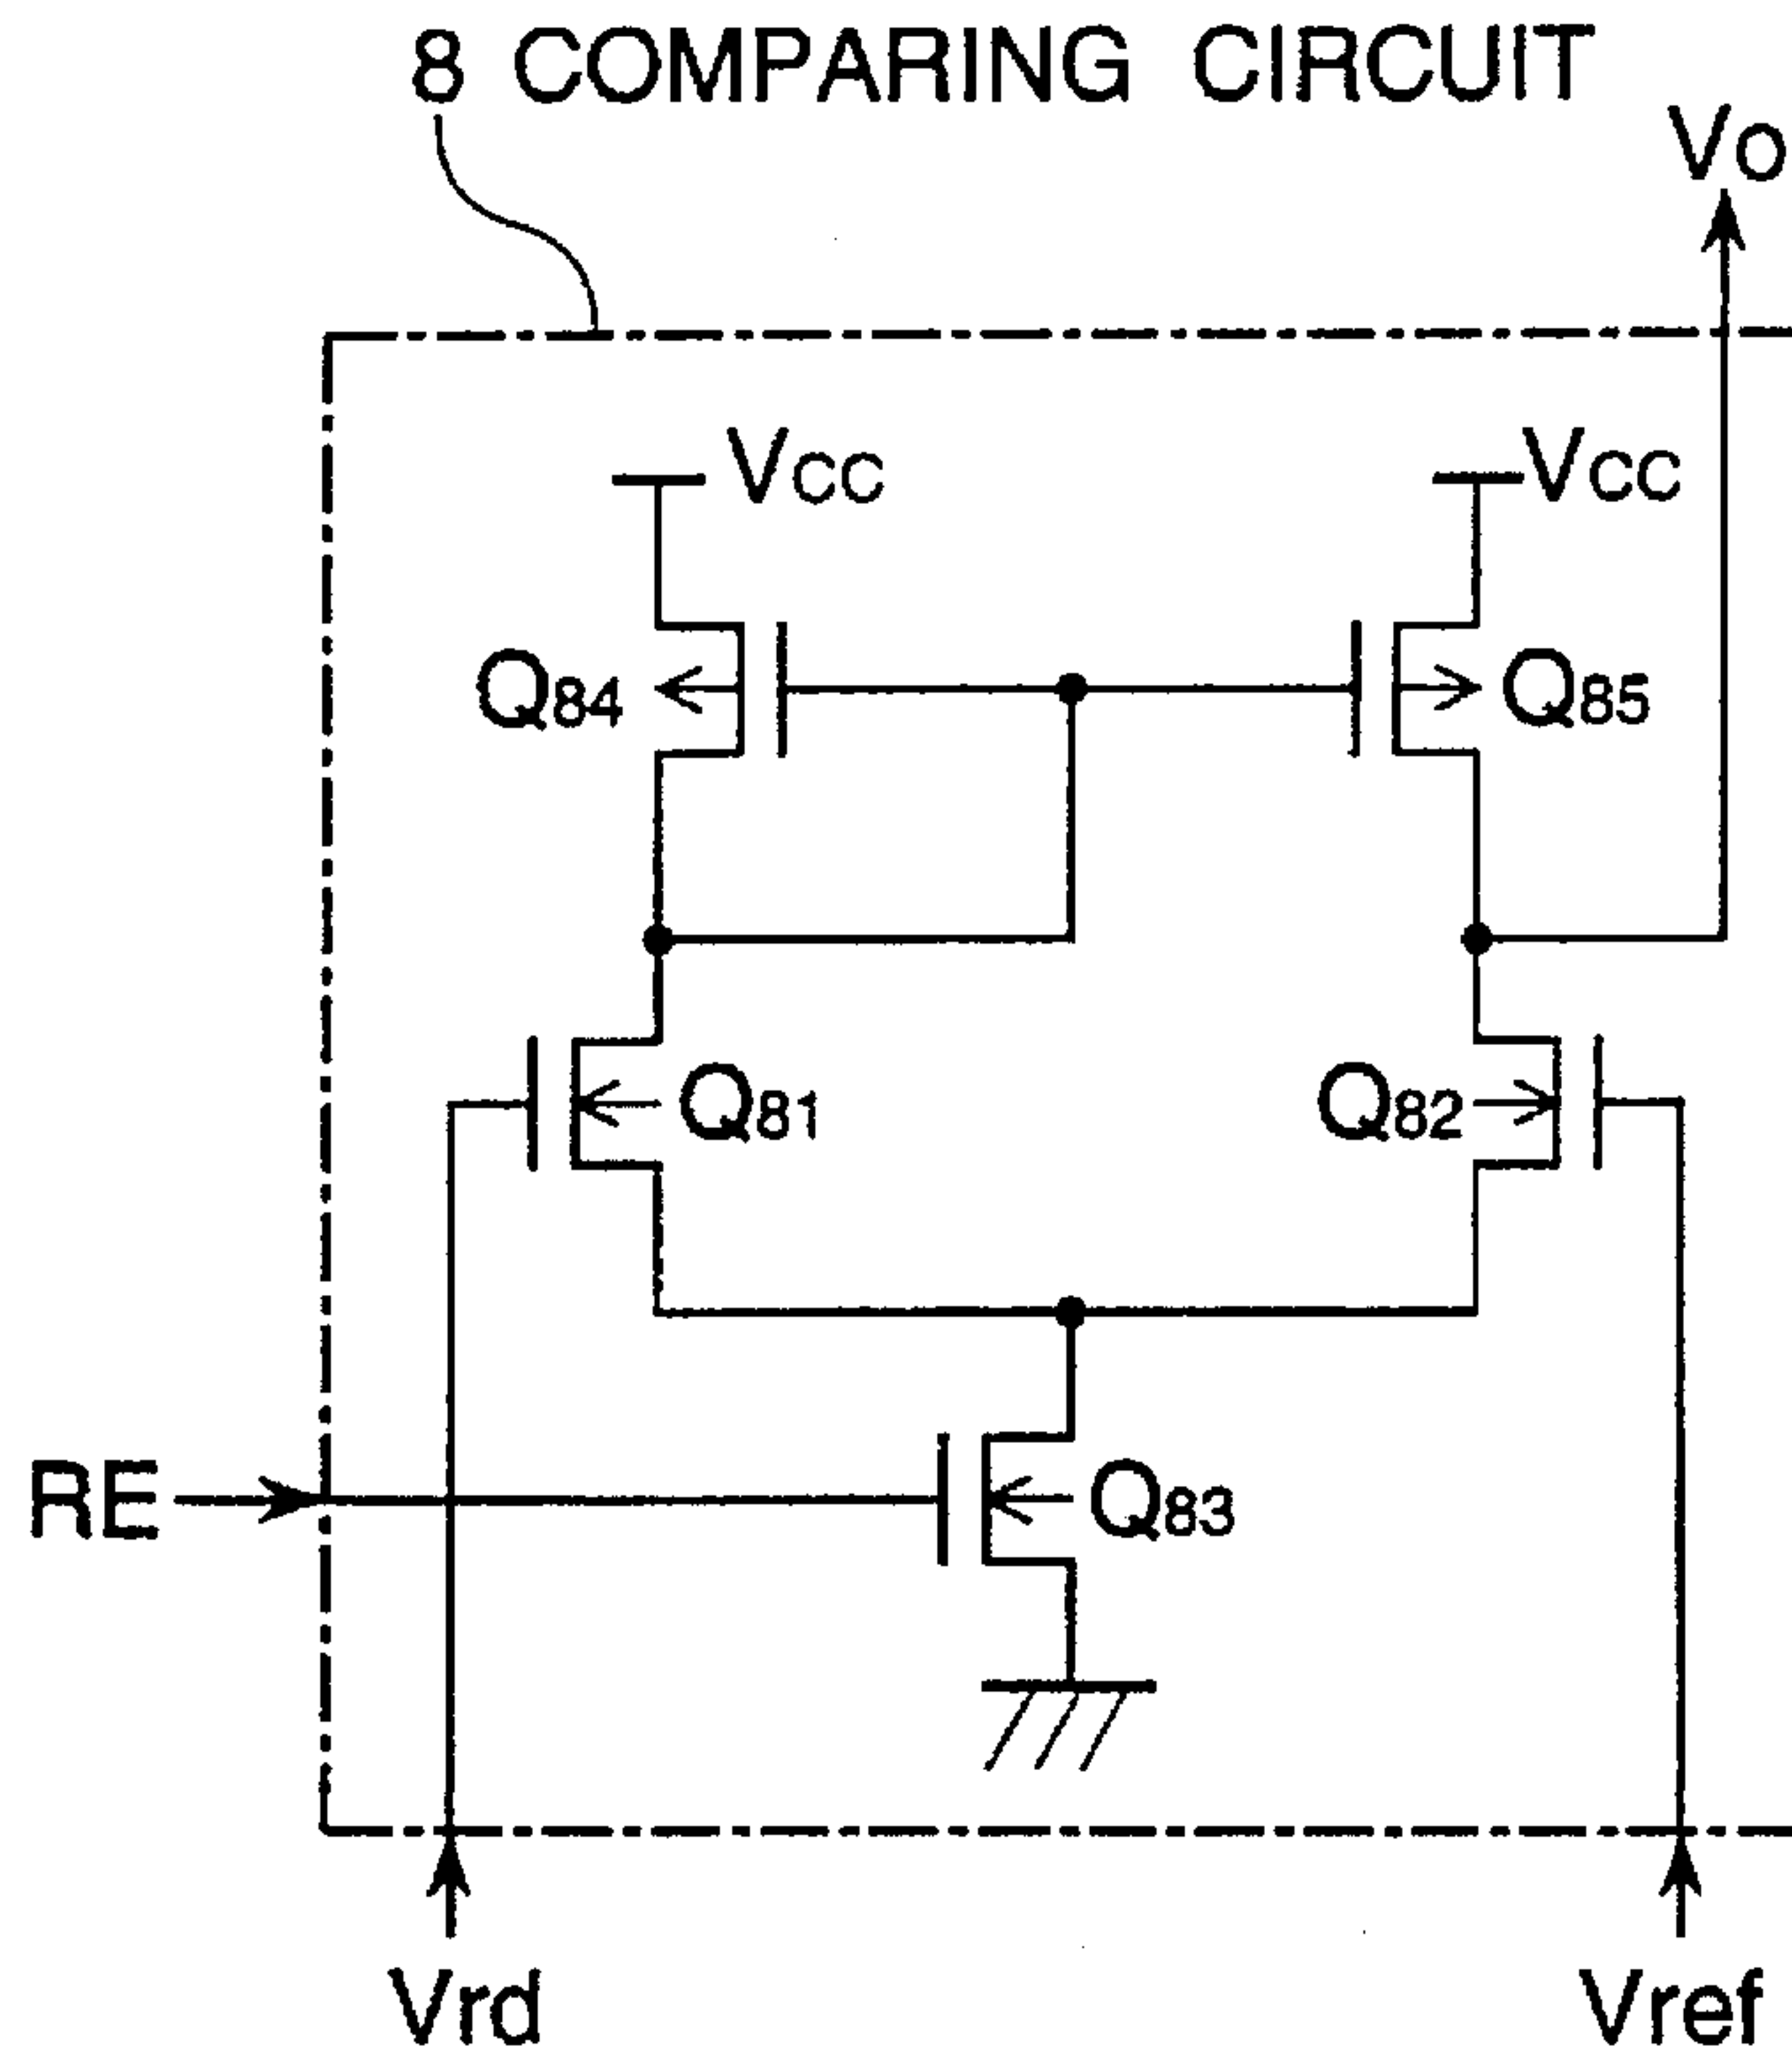 8 COMPARING CIRCUIT
Vo
Vcc
Vcc
Q84
Q85
Q81
Q82
RE
Q83
Vrd
Vref